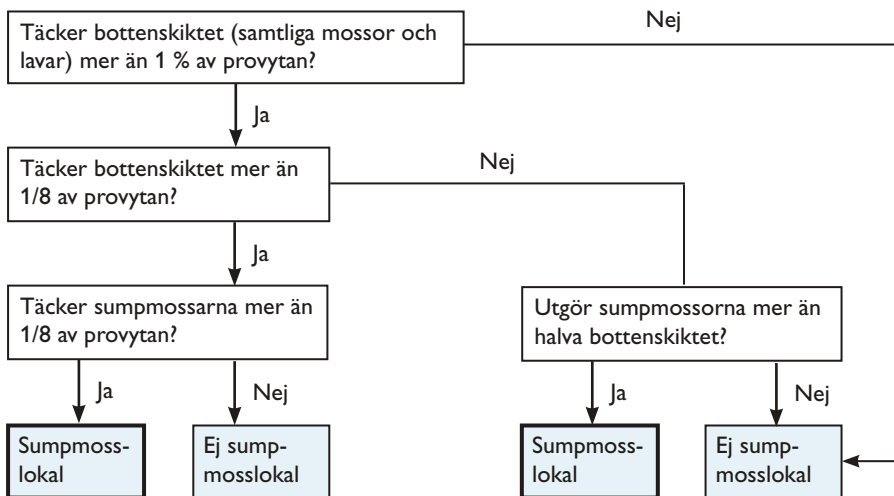 Täcker bottenskiktet (samtliga mossor och
lavar) mer än 1 % av provytan?
Nej
Ja
Täcker bottenskiktet mer än
1/8 av provytan?
Nej
Ja
Täcker sumpmossarna mer än
1/8 av provytan?
Utgör sumpmossorna mer än
halva bottenskiktet?
Ja
Nej
Ja
Nej
Sumpmoss-
lokal
Ej sump-
mosslokal
Sumpmoss-
lokal
Ej sump-
mosslokal